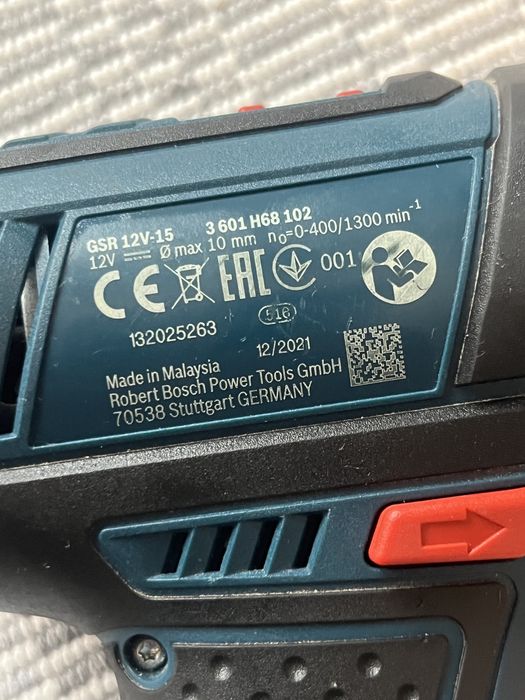 GSR 12V-15 3 601 H68 102
12V ⎓ Ø max 10 mm n₀=0-400/1300 min⁻¹
CE EAC 001
516
132025263
12/2021
Made in Malaysia
Robert Bosch Power Tools GmbH
70538 Stuttgart GERMANY